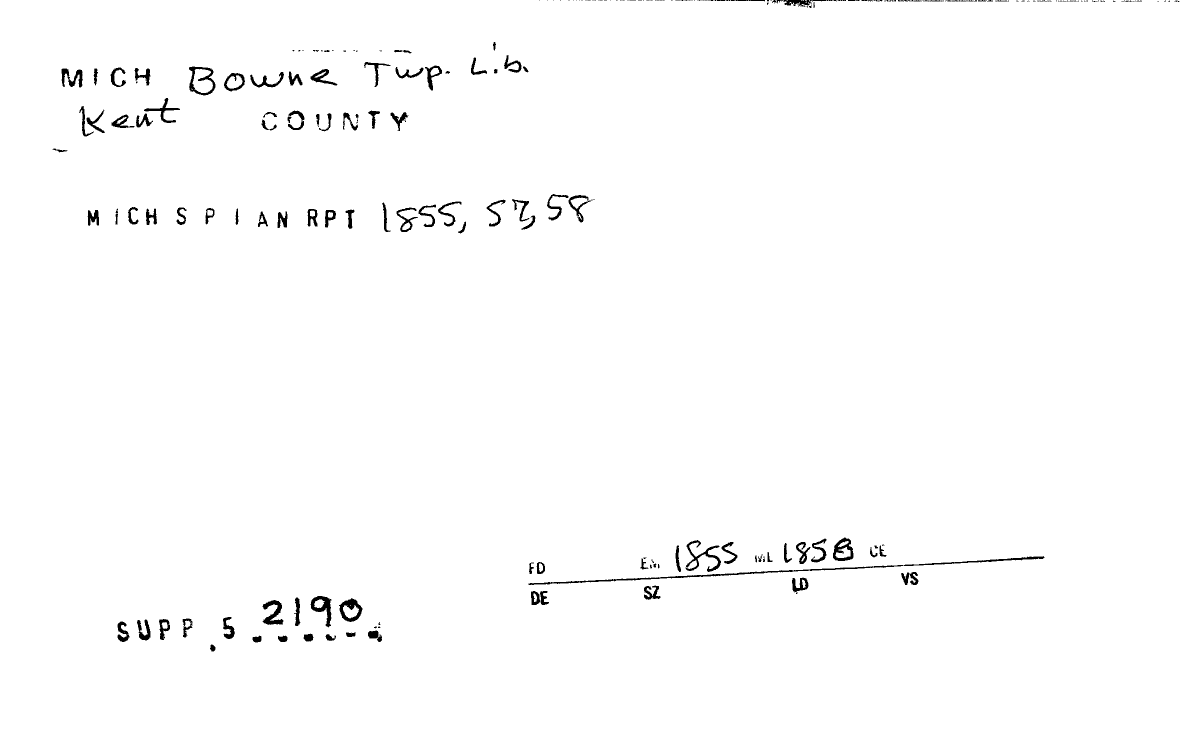 MICH Bowne Twp. Lib.
Kent COUNTY
MICH S P I AN RPT 1855, 57, 58
FD EM 1855 ML 1858 CE
DE SZ LD VS
SUPP. 5 2190